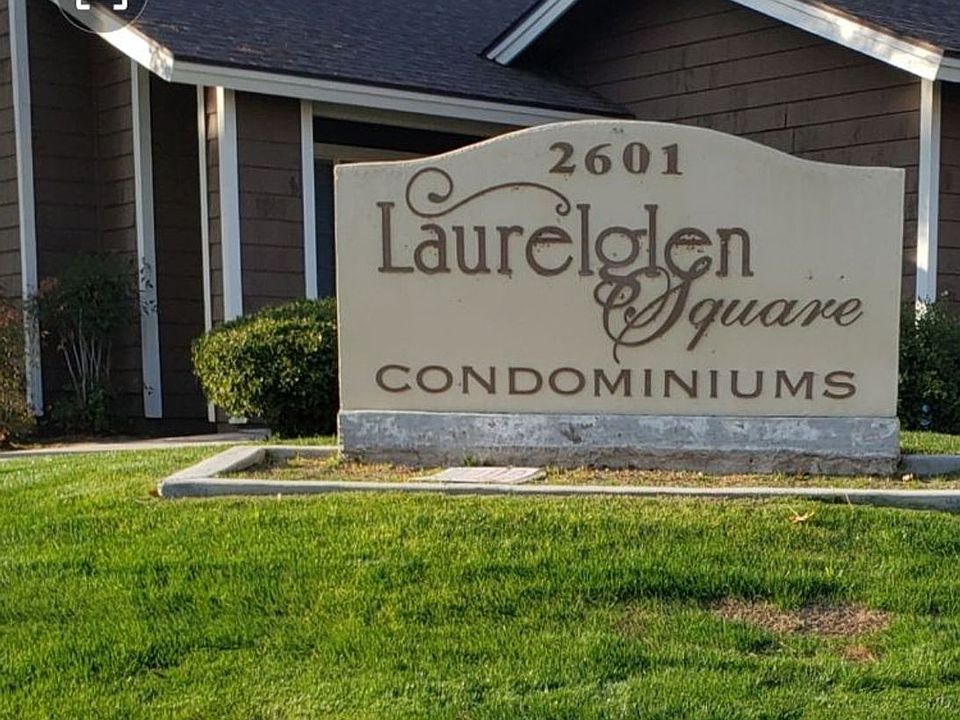 2601
Laurelglen
Square
CONDOMINIUMS